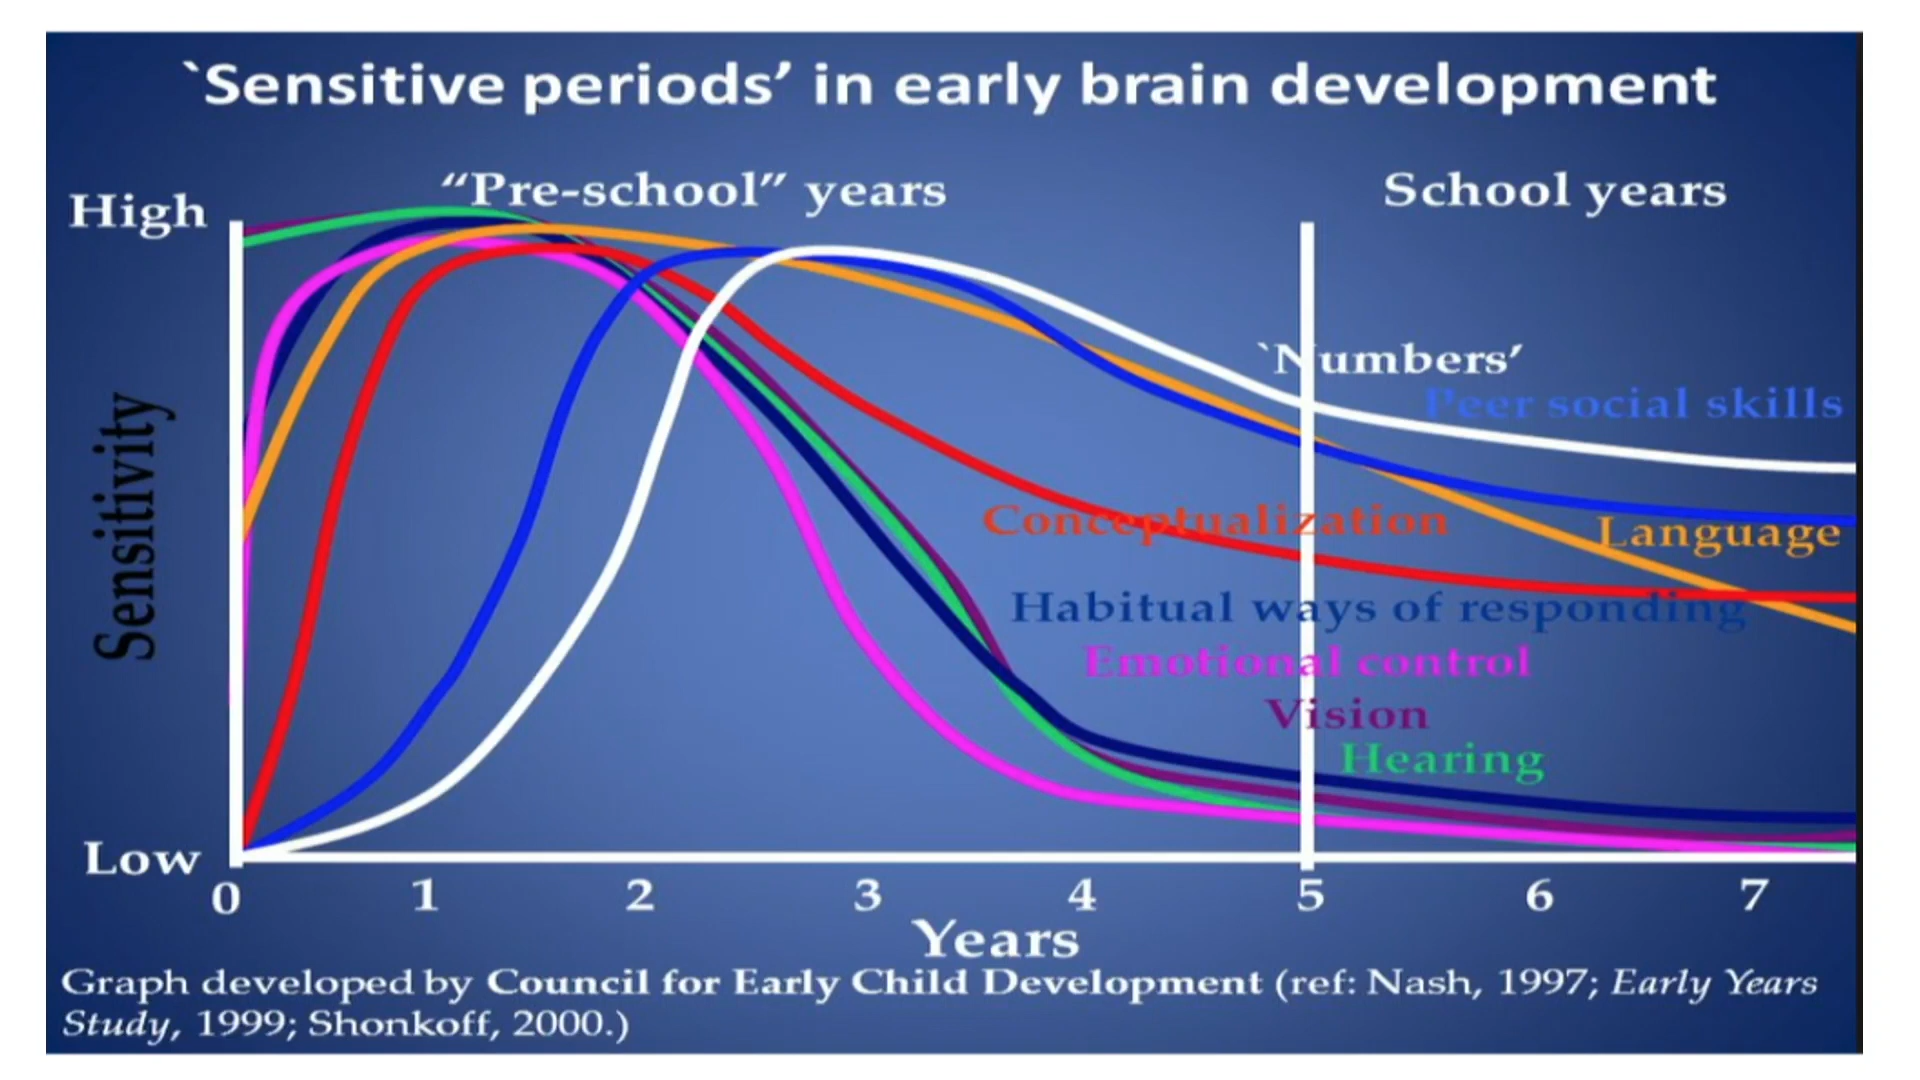 `Sensitive periods’ in early brain development
“Pre-school” years
School years
High
Sensitivity
`Numbers’
Peer social skills
Conceptualization
Language
Habitual ways of responding
Emotional control
Vision
Hearing
Low
0 1 2 3 4 5 6 7
Years
Graph developed by Council for Early Child Development (ref: Nash, 1997; Early Years
Study, 1999; Shonkoff, 2000.)